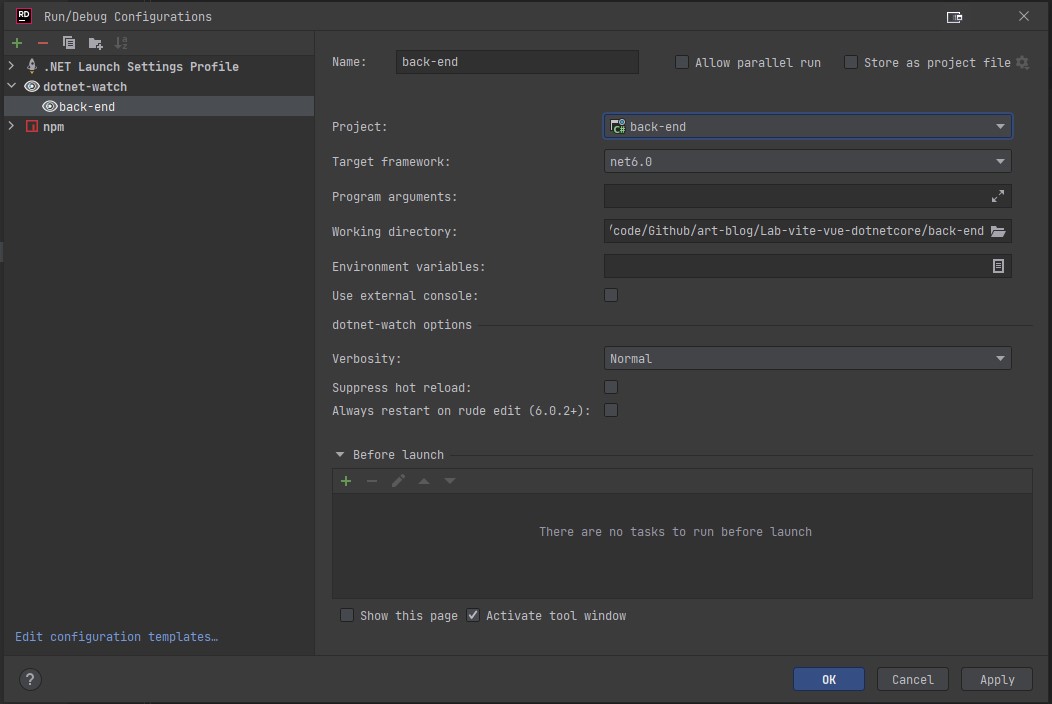 RD Run/Debug Configurations
.NET Launch Settings Profile
dotnet-watch
back-end
npm
Edit configuration templates…
Name: back-end Allow parallel run Store as project file
Project: C# back-end
Target framework: net6.0
Program arguments:
Working directory: /code/Github/art-blog/Lab-vite-vue-dotnetcore/back-end
Environment variables:
Use external console:
dotnet-watch options
Verbosity: Normal
Suppress hot reload:
Always restart on rude edit (6.0.2+):
Before launch
There are no tasks to run before launch
Show this page Activate tool window
? OK Cancel Apply